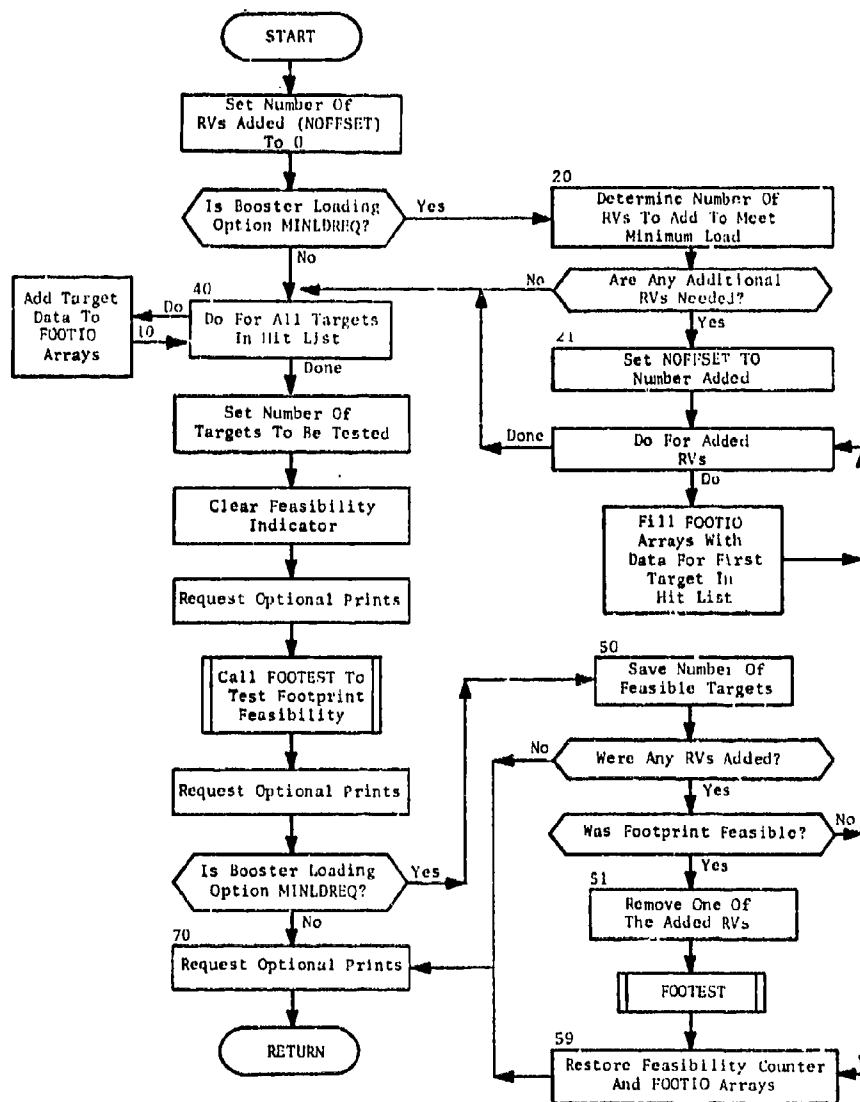 START
Set Number Of
RVs Added (NOFFSET)
To 0
Is Booster Loading
Option MINLDREQ?
Yes
No
20
Determine Number Of
RVs To Add To Meet
Minimum Load
Are Any Additional
RVs Needed?
No
Yes
21
Set NOFFSET TO
Number Added
Do For Added
RVs
Done
Do
Fill FOOTIO
Arrays With
Data For First
Target In
Hit List
Add Target
Data To
FOOTIO
Arrays
Do
10
40
Do For All Targets
In Hit List
Done
Set Number Of
Targets To Be Tested
Clear Feasibility
Indicator
Request Optional Prints
Call FOOTEST To
Test Footprint
Feasibility
Request Optional Prints
Is Booster Loading
Option MINLDREQ?
Yes
No
70
Request Optional Prints
RETURN
50
Save Number Of
Feasible Targets
Were Any RVs Added?
No
Yes
Was Footprint Feasible?
No
Yes
51
Remove One Of
The Added RVs
FOOTEST
59
Restore Feasibility Counter
And FOOTIO Arrays